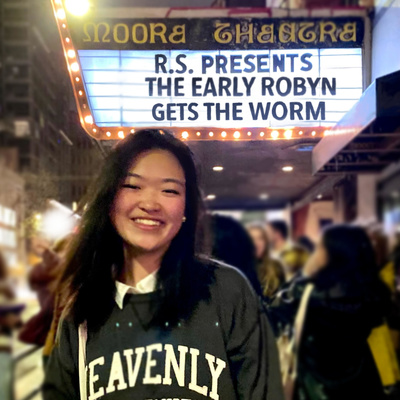 MOORE THEATRE
R.S. PRESENTS
THE EARLY ROBYN
GETS THE WORM
EAVENLY